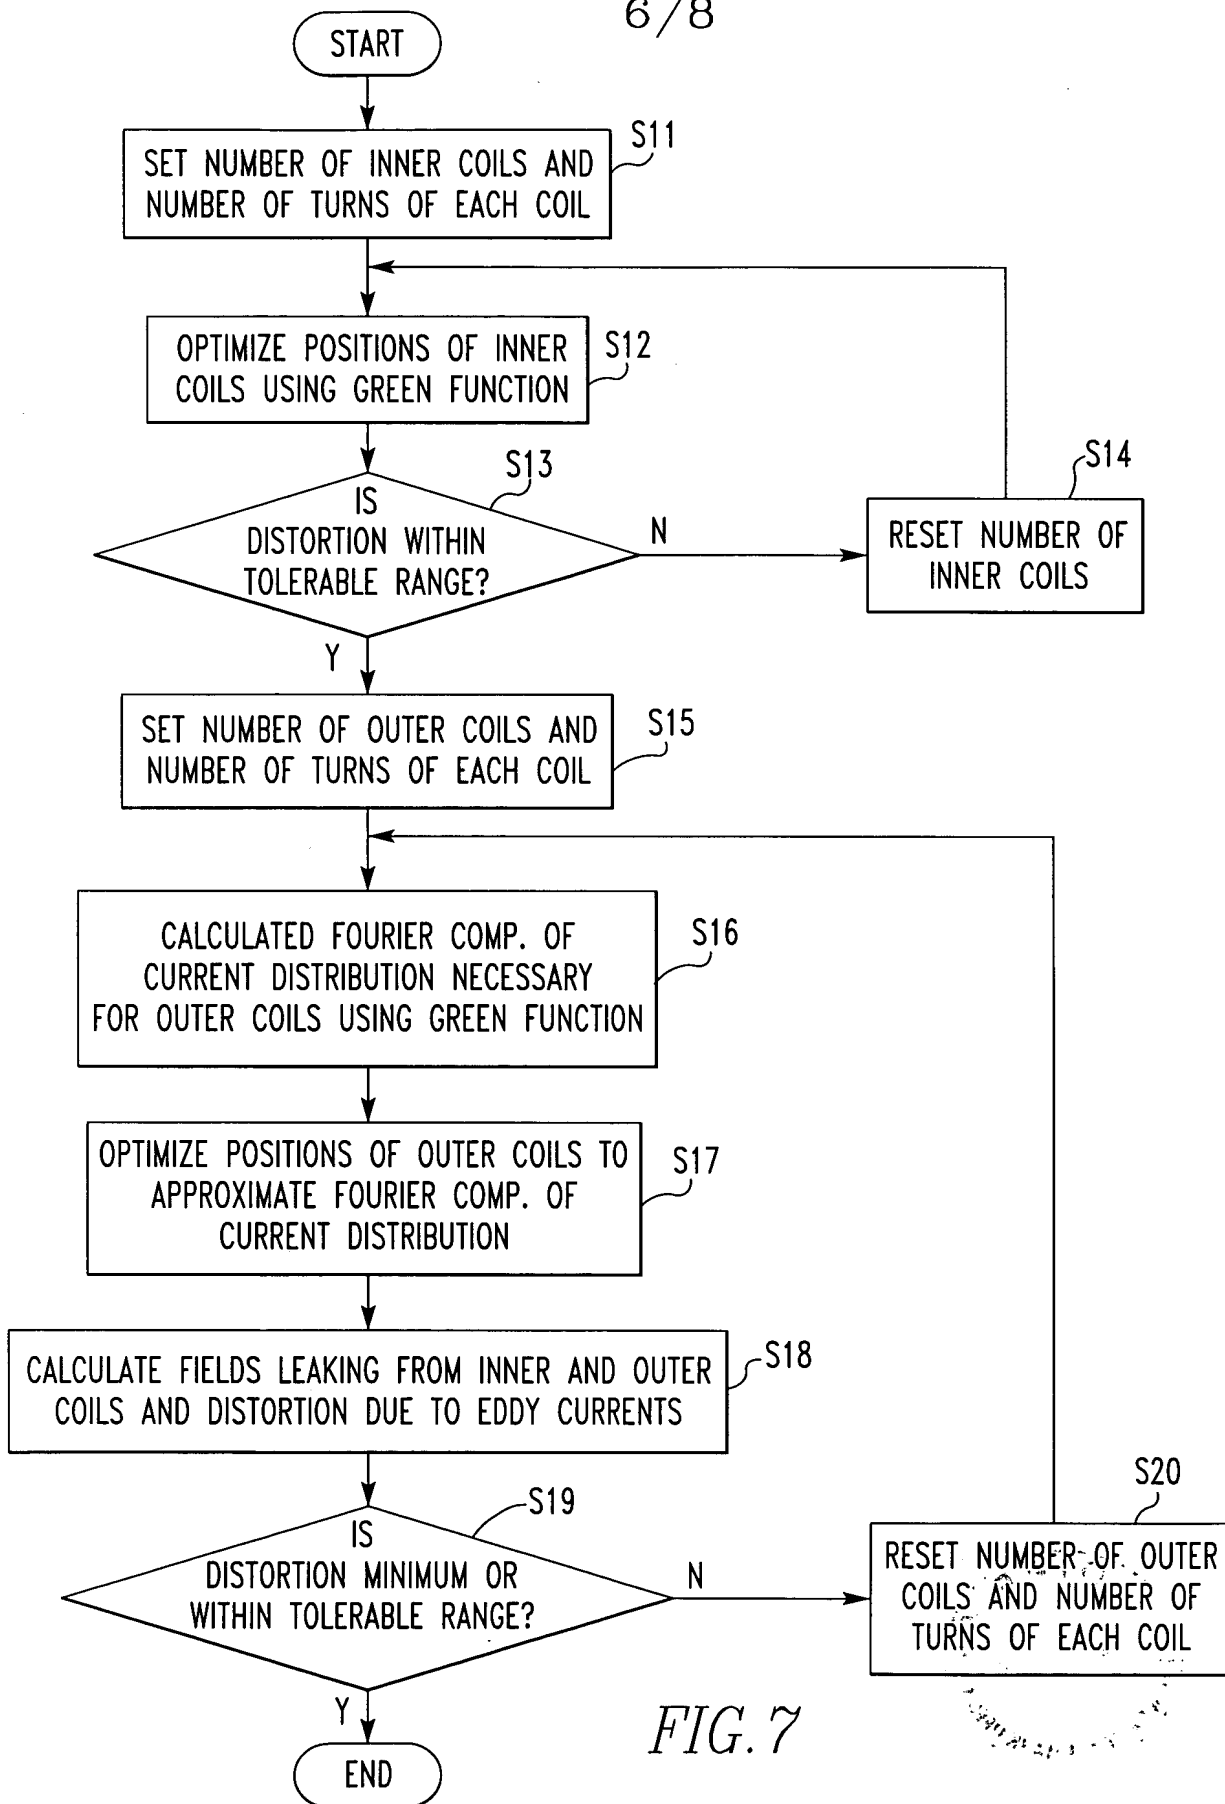 6/8
START
S11
SET NUMBER OF INNER COILS AND
NUMBER OF TURNS OF EACH COIL
OPTIMIZE POSITIONS OF INNER
COILS USING GREEN FUNCTION
S12
S13
IS
DISTORTION WITHIN
TOLERABLE RANGE?
N
Y
S14
RESET NUMBER OF
INNER COILS
SET NUMBER OF OUTER COILS AND
NUMBER OF TURNS OF EACH COIL
S15
CALCULATED FOURIER COMP. OF
CURRENT DISTRIBUTION NECESSARY
FOR OUTER COILS USING GREEN FUNCTION
S16
OPTIMIZE POSITIONS OF OUTER COILS TO
APPROXIMATE FOURIER COMP. OF
CURRENT DISTRIBUTION
S17
CALCULATE FIELDS LEAKING FROM INNER AND OUTER
COILS AND DISTORTION DUE TO EDDY CURRENTS
S18
S19
IS
DISTORTION MINIMUM OR
WITHIN TOLERABLE RANGE?
N
Y
S20
RESET NUMBER OF OUTER
COILS AND NUMBER OF
TURNS OF EACH COIL
END
FIG. 7